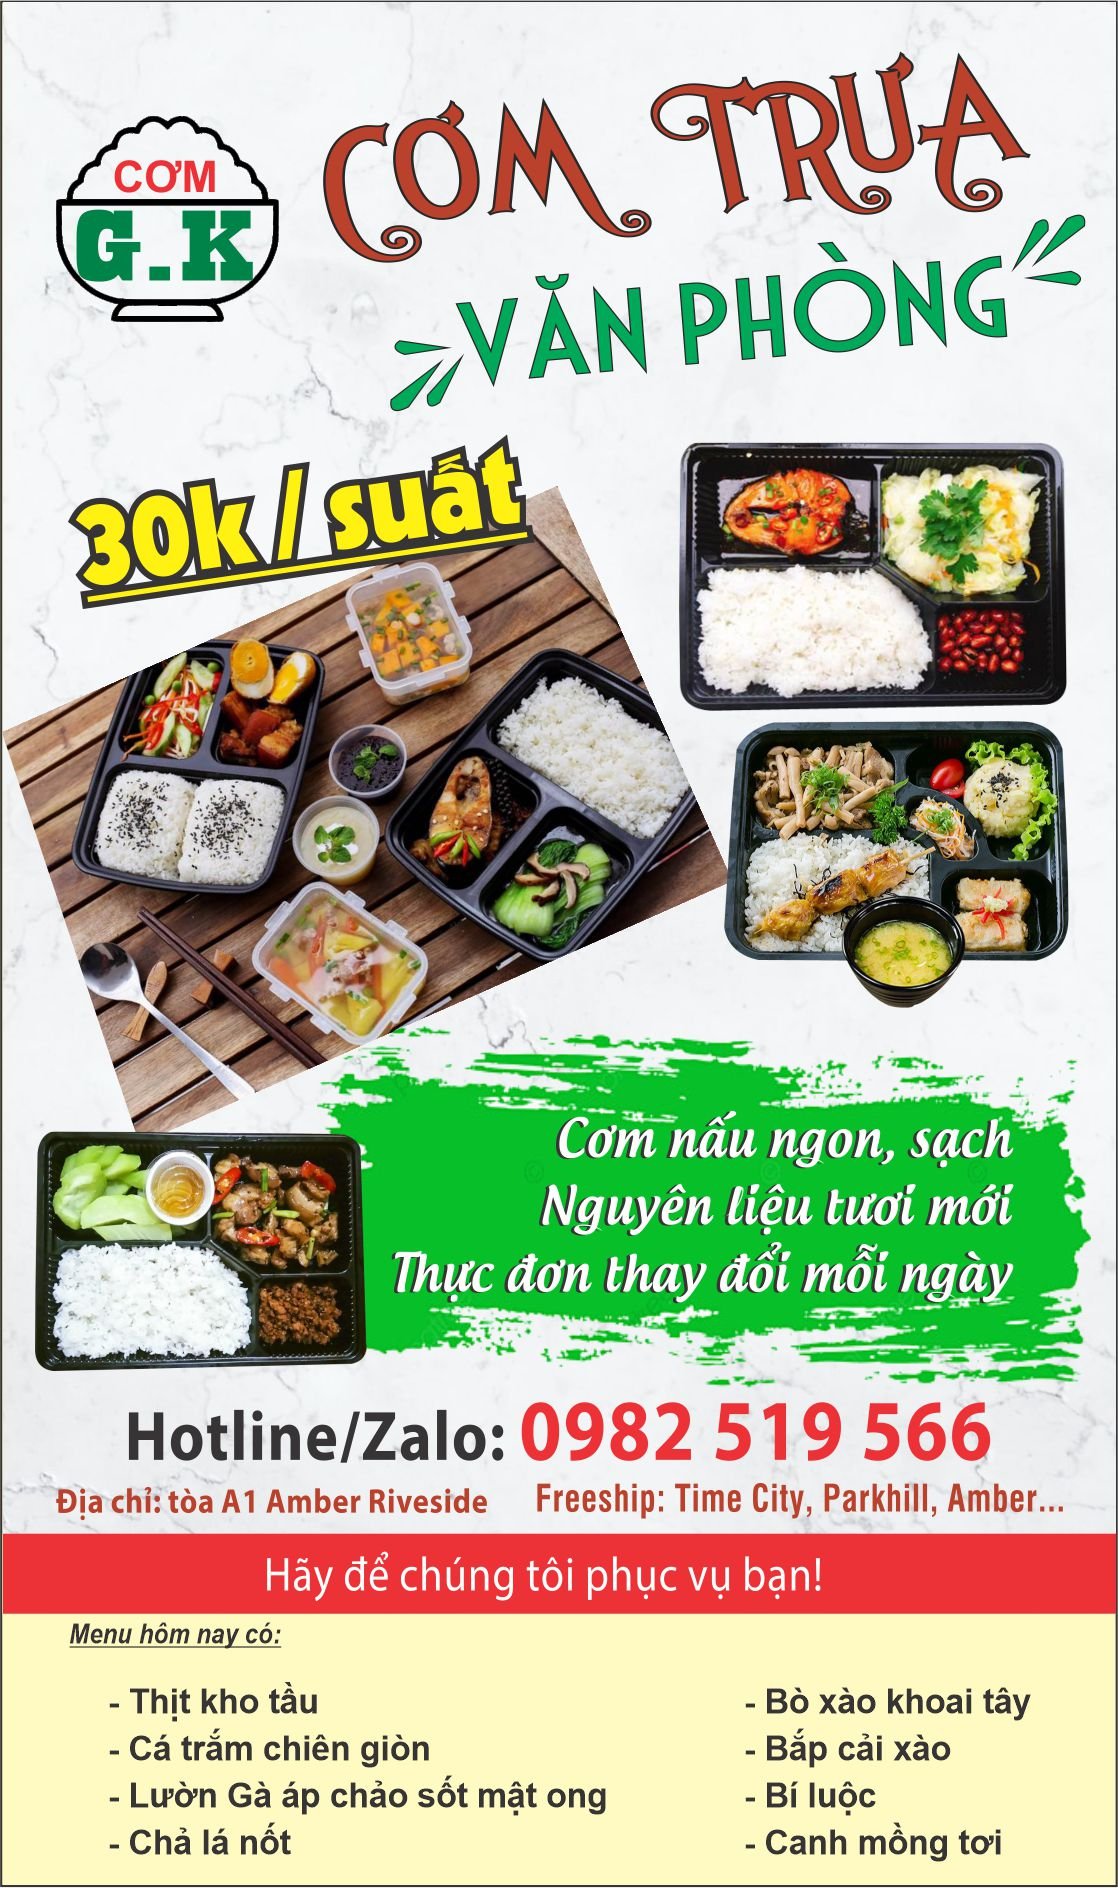 CƠM
G.K
CƠM TRƯA
VĂN PHÒNG
30k / suất
Cơm nấu ngon, sạch
Nguyên liệu tươi mới
Thực đơn thay đổi mỗi ngày
Hotline/Zalo: 0982 519 566
Địa chỉ: tòa A1 Amber Riveside
Freeship: Time City, Parkhill, Amber...
Hãy để chúng tôi phục vụ bạn!
Menu hôm nay có:
- Thịt kho tầu
- Cá trắm chiên giòn
- Lườn Gà áp chảo sốt mật ong
- Chả lá nốt
- Bò xào khoai tây
- Bắp cải xào
- Bí luộc
- Canh mồng tơi